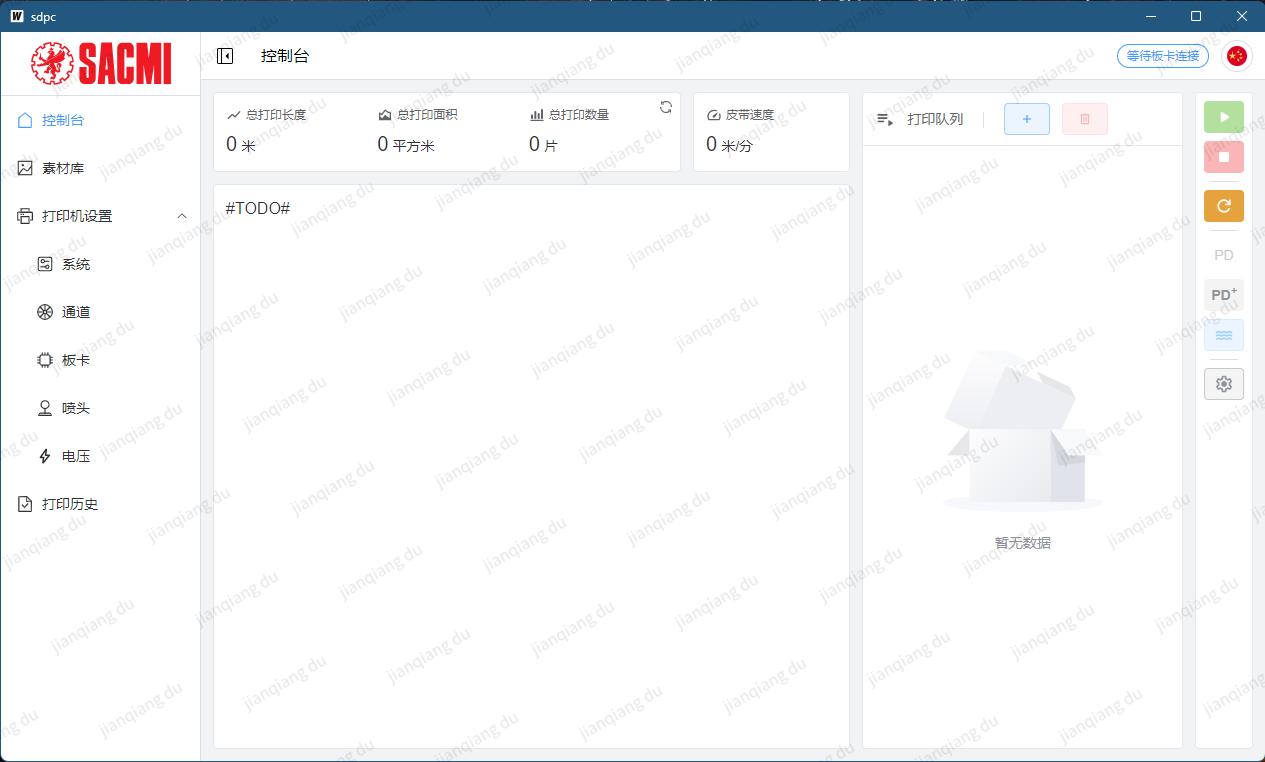 sdpc
SACMI
控制台
等待板卡连接
控制台
素材库
打印机设置
系统
通道
板卡
喷头
电压
打印历史
总打印长度
0 米
总打印面积
0 平方米
总打印数量
0 片
皮带速度
0 米/分
#TODO#
打印队列
暂无数据
PD
PD+
jianqiang du